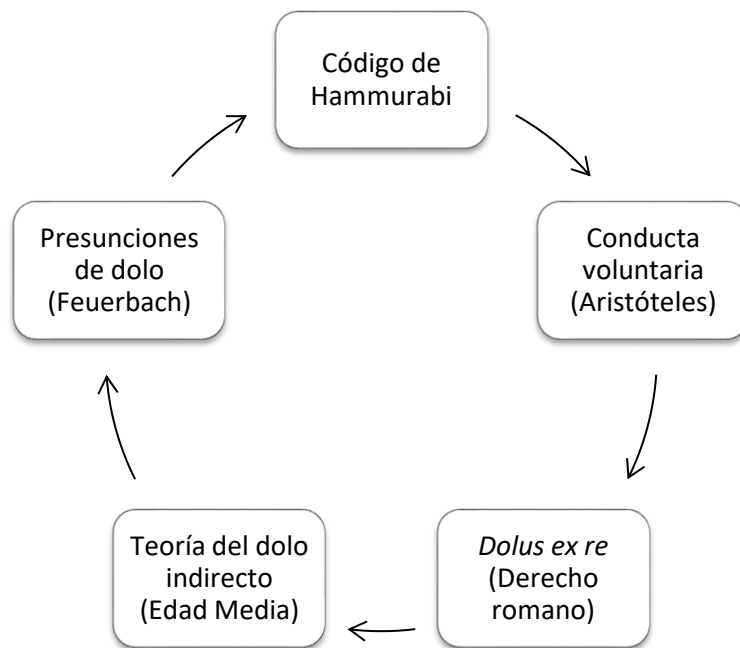 Código de
Hammurabi
Conducta
voluntaria
(Aristóteles)
Dolus ex re
(Derecho
romano)
Teoría del dolo
indirecto
(Edad Media)
Presunciones
de dolo
(Feuerbach)